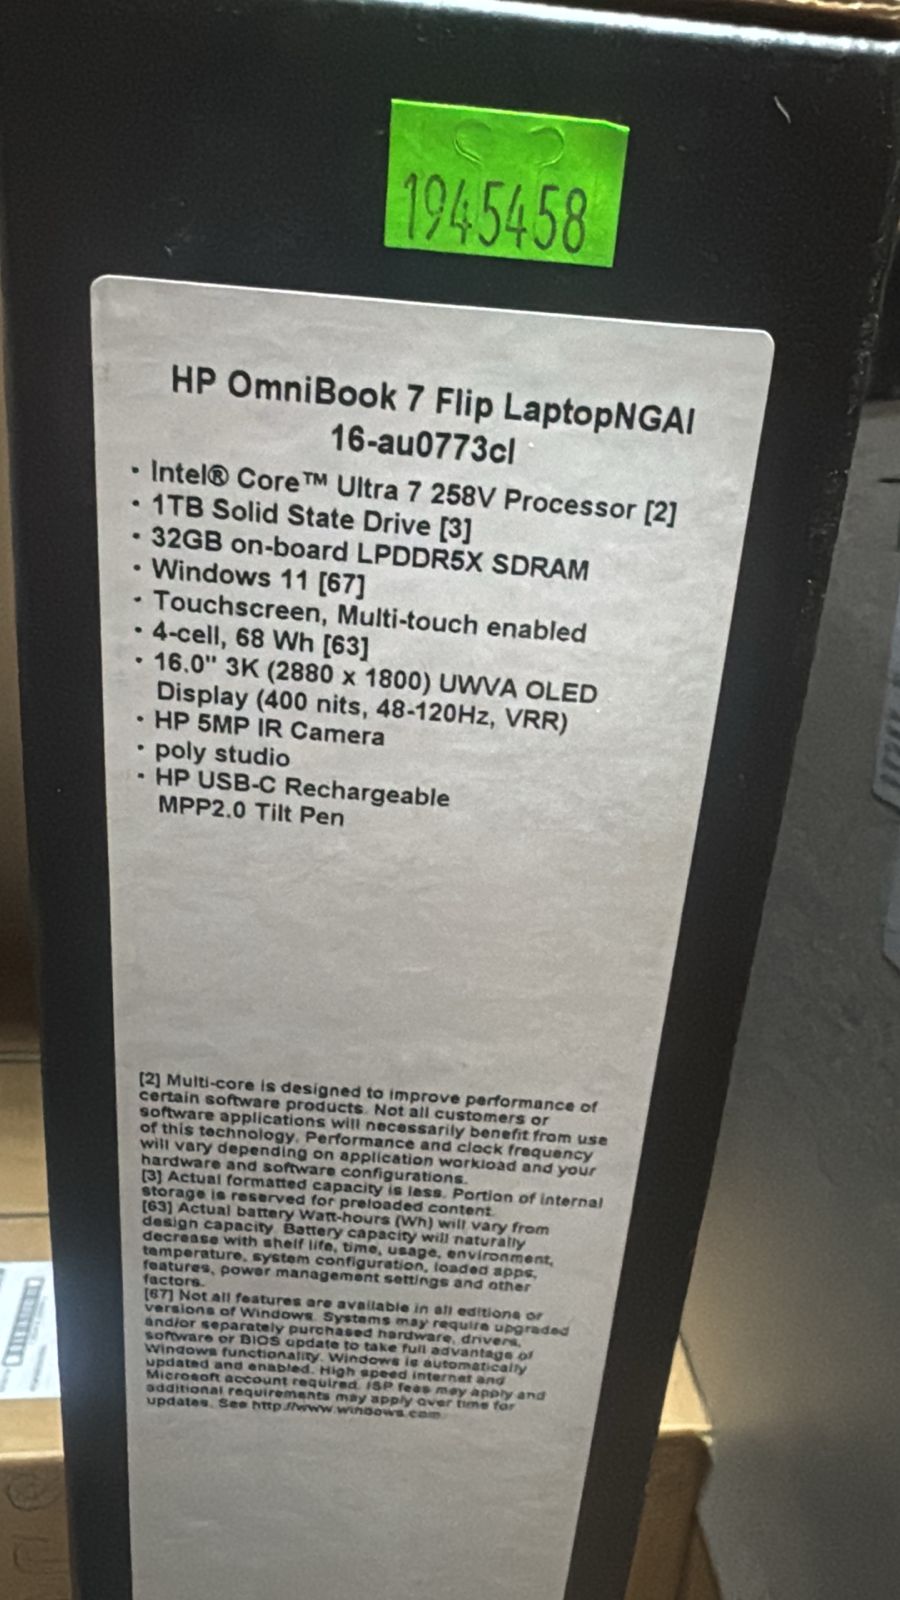 1945458
HP OmniBook 7 Flip LaptopNGAI
16-au0773cl
• Intel® Core™ Ultra 7 258V Processor [2]
• 1TB Solid State Drive [3]
• 32GB on-board LPDDR5X SDRAM
• Windows 11 [67]
• Touchscreen, Multi-touch enabled
• 4-cell, 68 Wh [63]
• 16.0" 3K (2880 x 1800) UWVA OLED
Display (400 nits, 48-120Hz, VRR)
• HP 5MP IR Camera
• poly studio
• HP USB-C Rechargeable
MPP2.0 Tilt Pen
[2] Multi-core is designed to improve performance of
certain software products. Not all customers or
software applications will necessarily benefit from use
of this technology. Performance and clock frequency
will vary depending on application workload and your
hardware and software configurations.
[3] Actual formatted capacity is less. Portion of internal
storage is reserved for preloaded content.
[63] Actual battery Watt-hours (Wh) will vary from
design capacity. Battery capacity will naturally
decrease with shelf life, time, usage, environment,
temperature, system configuration, loaded apps,
features, power management settings and other
factors.
[67] Not all features are available in all editions or
versions of Windows. Systems may require upgraded
and/or separately purchased hardware, drivers,
software or BIOS update to take full advantage of
Windows functionality. Windows is automatically
updated and enabled. High speed internet and
Microsoft account required. ISP fees may apply and
additional requirements may apply over time for
updates. See http://www.windows.com